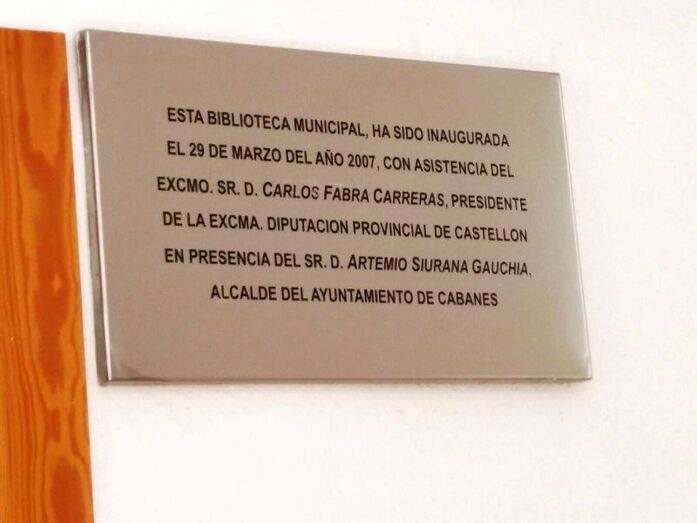 ESTA BIBLIOTECA MUNICIPAL, HA SIDO INAUGURADA
EL 29 DE MARZO DEL AÑO 2007, CON ASISTENCIA DEL
EXCMO. SR. D. CARLOS FABRA CARRERAS, PRESIDENTE
DE LA EXCMA. DIPUTACION PROVINCIAL DE CASTELLON
EN PRESENCIA DEL SR. D. ARTEMIO SIURANA GAUCHIA,
ALCALDE DEL AYUNTAMIENTO DE CABANES